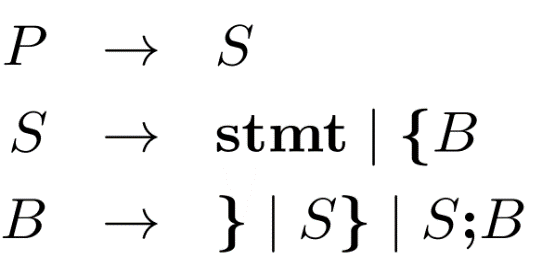 P → S
S → stmt | {B
B → } | S} | S;B